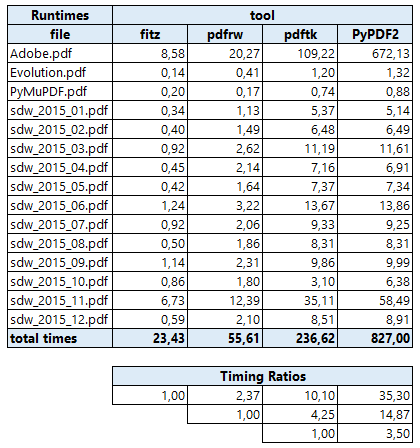 Runtimes tool
file fitz pdfrw pdftk PyPDF2
Adobe.pdf 8,58 20,27 109,22 672,13
Evolution.pdf 0,14 0,41 1,20 1,32
PyMuPDF.pdf 0,20 0,17 0,74 0,88
sdw_2015_01.pdf 0,34 1,13 5,37 5,14
sdw_2015_02.pdf 0,40 1,49 6,48 6,49
sdw_2015_03.pdf 0,92 2,62 11,19 11,61
sdw_2015_04.pdf 0,45 2,14 7,16 6,91
sdw_2015_05.pdf 0,42 1,64 7,37 7,34
sdw_2015_06.pdf 1,24 3,22 13,67 13,86
sdw_2015_07.pdf 0,92 2,06 9,33 9,25
sdw_2015_08.pdf 0,50 1,86 8,31 8,31
sdw_2015_09.pdf 1,14 2,31 9,86 9,99
sdw_2015_10.pdf 0,86 1,80 3,10 6,38
sdw_2015_11.pdf 6,73 12,39 35,11 58,49
sdw_2015_12.pdf 0,59 2,10 8,51 8,91
total times 23,43 55,61 236,62 827,00
Timing Ratios
1,00 2,37 10,10 35,30
1,00 4,25 14,87
1,00 3,50